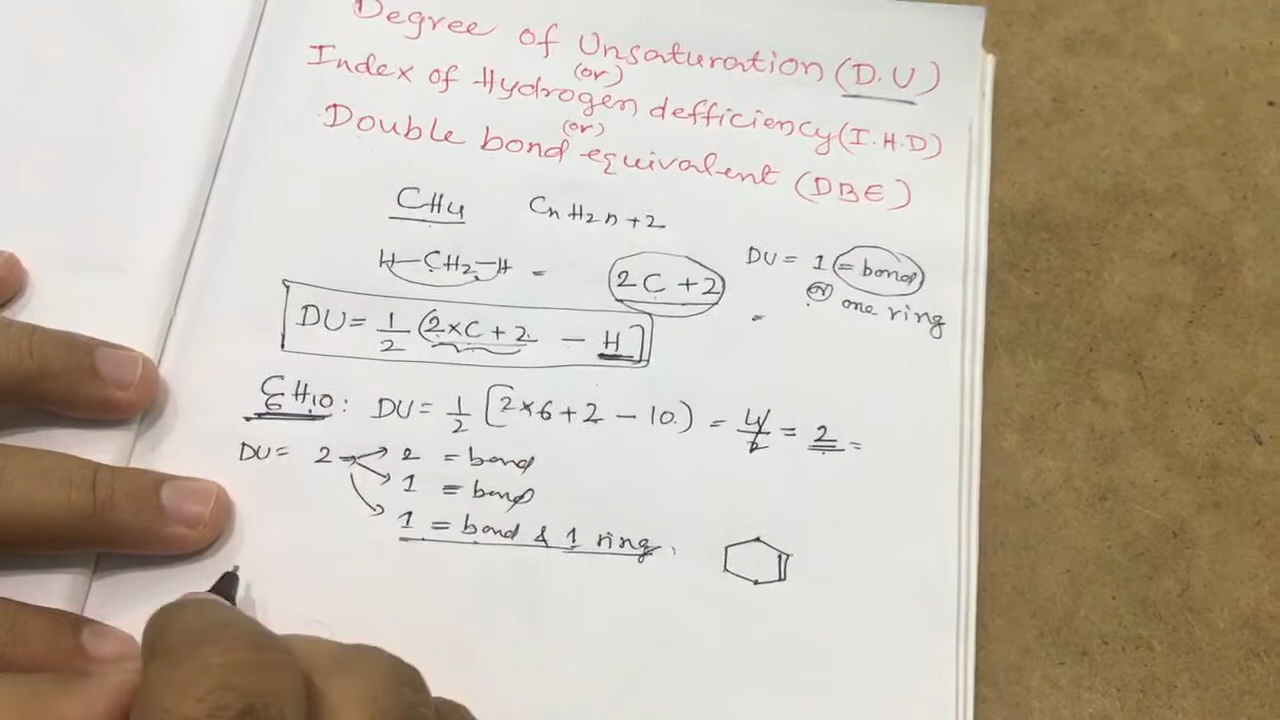 Degree of Unsaturation (D.U)
(or)
Index of Hydrogen defficiency (I.H.D)
(or)
Double bond equivalent (DBE)
CH4 CnH2n+2
H-CH2-H = 2C+2
DU = 1 = bond
or one ring
=
DU = 1/2 (2×C+2 - H]
C6H10 : DU = 1/2 [2×6+2-10) = 4/2 = 2 =
DU = 2 → 2 = bond
1 ≡ bond
1 = bond & 1 ring.